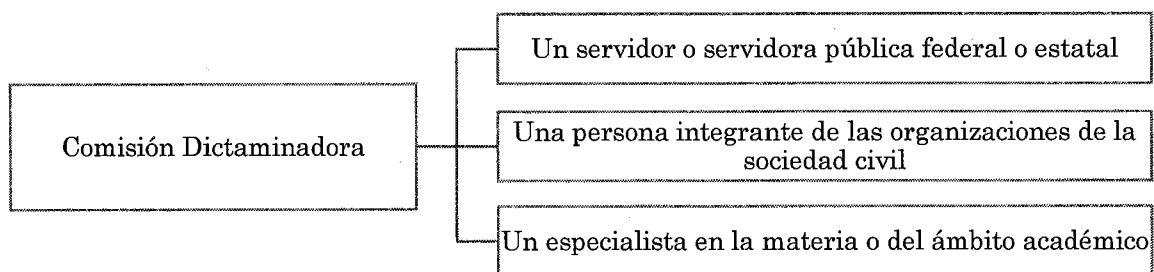 Comisión Dictaminadora
Un servidor o servidora pública federal o estatal
Una persona integrante de las organizaciones de la
sociedad civil
Un especialista en la materia o del ámbito académico